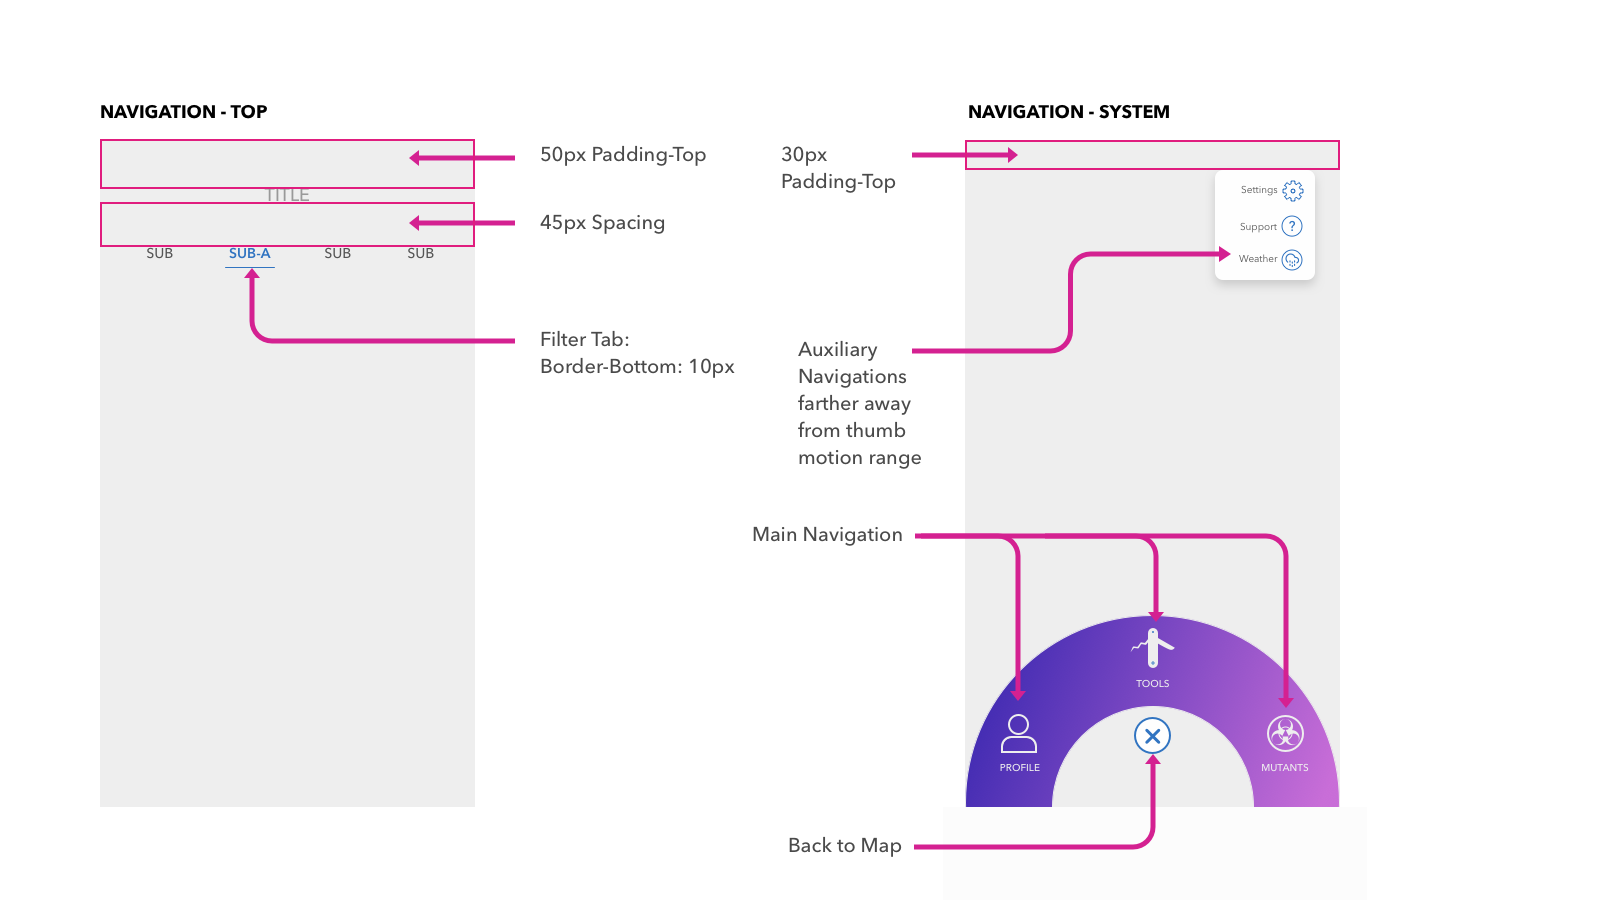 NAVIGATION - TOP
50px Padding-Top
TITLE
45px Spacing
SUB SUB-A SUB SUB
Filter Tab:
Border-Bottom: 10px
NAVIGATION - SYSTEM
30px
Padding-Top
Settings
?
Support
Weather
Auxiliary
Navigations
farther away
from thumb
motion range
Main Navigation
TOOLS
PROFILE
MUTANTS
Back to Map